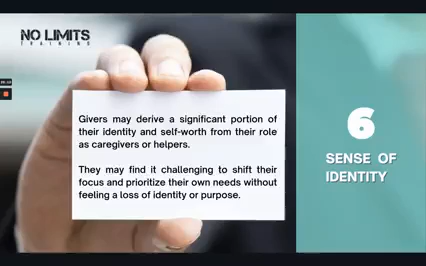 NO LIMITS
TRAINING
Givers may derive a significant portion of
their identity and self-worth from their role
as caregivers or helpers.
They may find it challenging to shift their
focus and prioritize their own needs without
feeling a loss of identity or purpose.
6
SENSE OF
IDENTITY